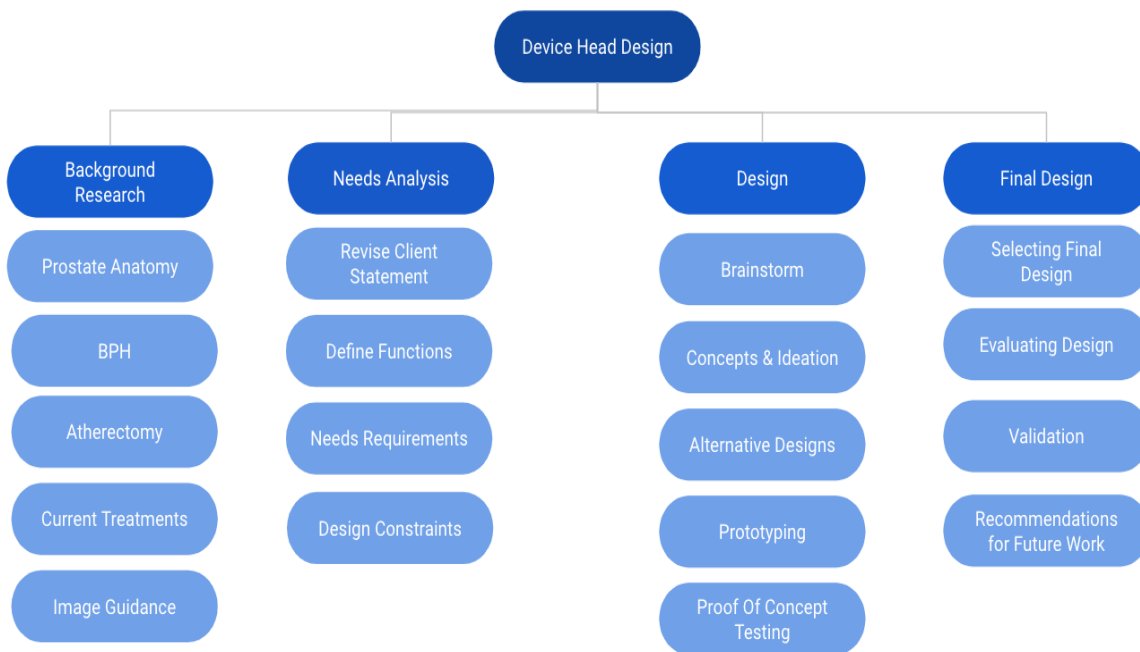 Device Head Design
Background
Research
Prostate Anatomy
BPH
Atherectomy
Current Treatments
Image Guidance
Needs Analysis
Revise Client
Statement
Define Functions
Needs Requirements
Design Constraints
Design
Brainstorm
Concepts & Ideation
Alternative Designs
Prototyping
Proof Of Concept
Testing
Final Design
Selecting Final
Design
Evaluating Design
Validation
Recommendations
for Future Work